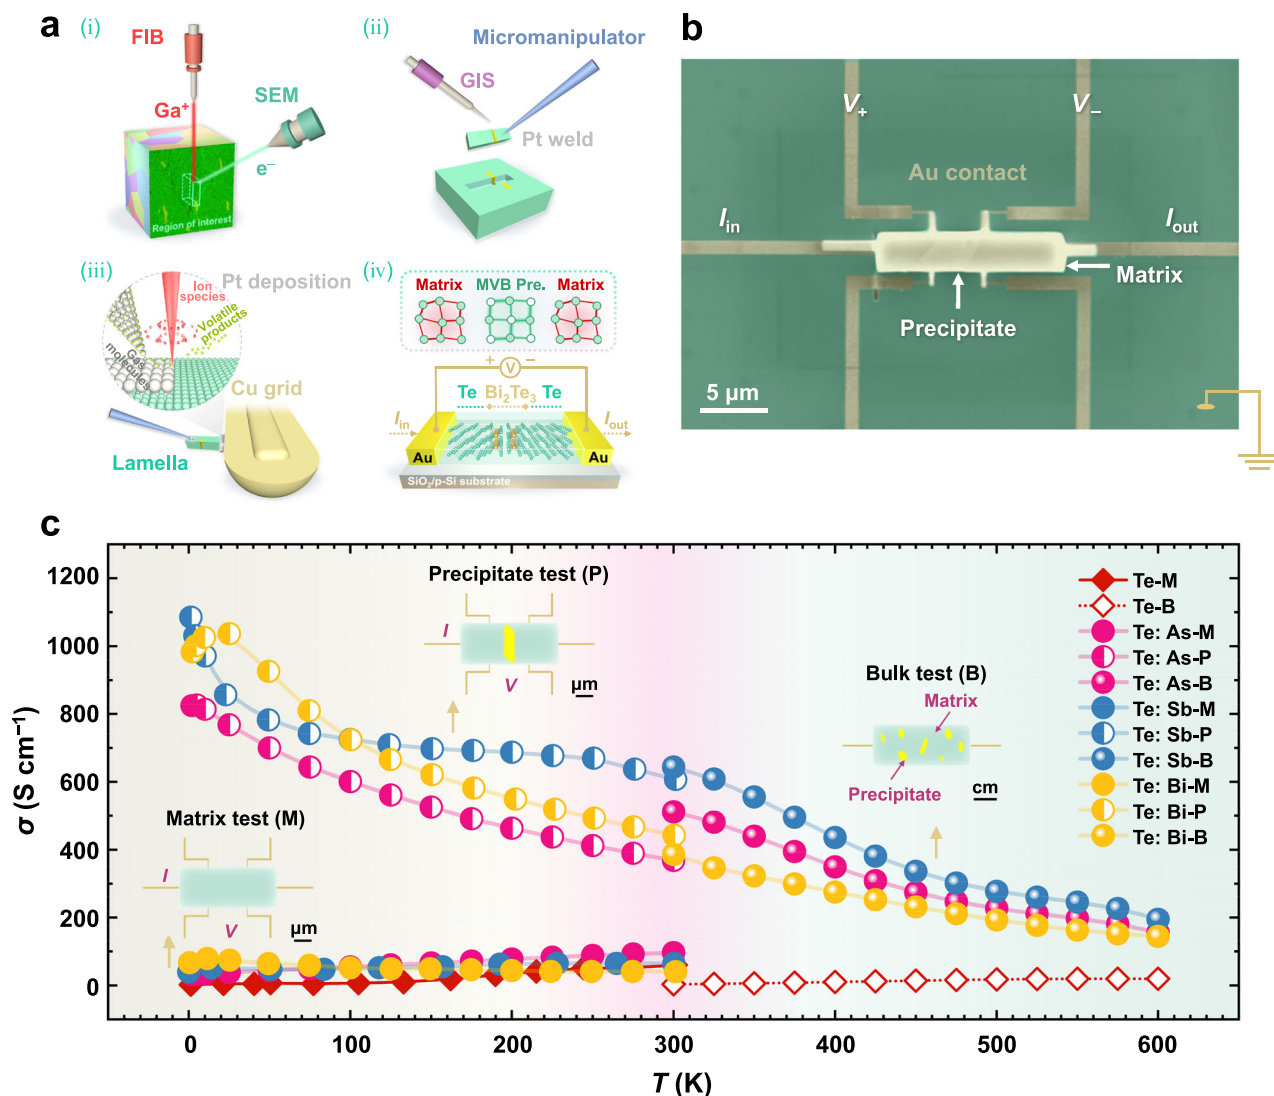 a
(i)
FIB
Ga⁺
SEM
e⁻
Region of interest
(ii)
Micromanipulator
GIS
Pt weld
(iii)
Pt deposition
Ion
species
Volatile
products
Gas
molecules
Cu grid
Lamella
(iv)
Matrix MVB Pre. Matrix
+ V −
Te Bi₂Te₃ Te
I_in I_out
Au Au
SiO₂/p-Si substrate
b
V₊ V₋
Au contact
I_in I_out
Matrix
Precipitate
5 μm
c
σ (S cm⁻¹)
1200
1000
800
600
400
200
0
0 100 200 300 400 500 600
T (K)
Precipitate test (P)
I
V
μm
Matrix test (M)
I
V
μm
Bulk test (B)
Matrix
Precipitate
cm
Te-M
Te-B
Te: As-M
Te: As-P
Te: As-B
Te: Sb-M
Te: Sb-P
Te: Sb-B
Te: Bi-M
Te: Bi-P
Te: Bi-B